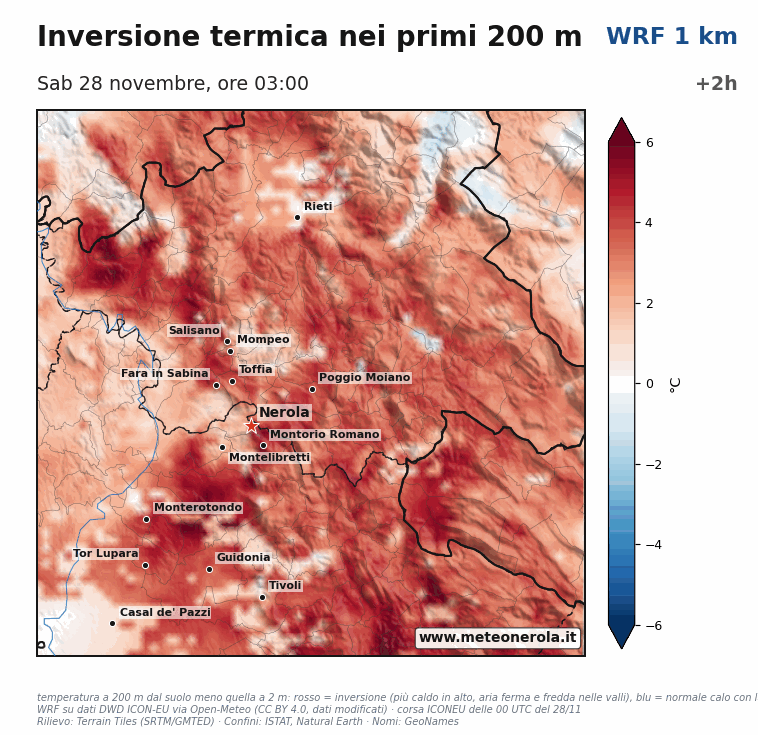 Inversione termica nei primi 200 m WRF 1 km
Sab 28 novembre, ore 03:00 +2h
Rieti
Salisano
Mompeo
Toffia
Fara in Sabina
Poggio Moiano
Nerola
Montorio Romano
Montelibretti
Monterotondo
Tor Lupara
Guidonia
Tivoli
Casal de' Pazzi
www.meteonerola.it
6
4
2
0
−2
−4
−6
°C
temperatura a 200 m dal suolo meno quella a 2 m: rosso = inversione (più caldo in alto, aria ferma e fredda nelle valli), blu = normale calo con l
WRF su dati DWD ICON-EU via Open-Meteo (CC BY 4.0, dati modificati) · corsa ICONEU delle 00 UTC del 28/11
Rilievo: Terrain Tiles (SRTM/GMTED) · Confini: ISTAT, Natural Earth · Nomi: GeoNames